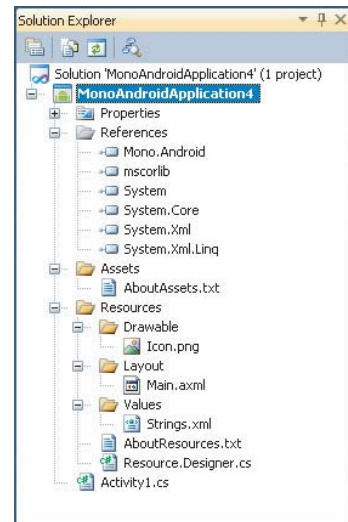 Solution Explorer
Solution 'MonoAndroidApplication4' (1 project)
MonoAndroidApplication4
Properties
References
Mono.Android
mscorlib
System
System.Core
System.Xml
System.Xml.Linq
Assets
AboutAssets.txt
Resources
Drawable
Icon.png
Layout
Main.axml
Values
Strings.xml
AboutResources.txt
Resource.Designer.cs
Activity1.cs